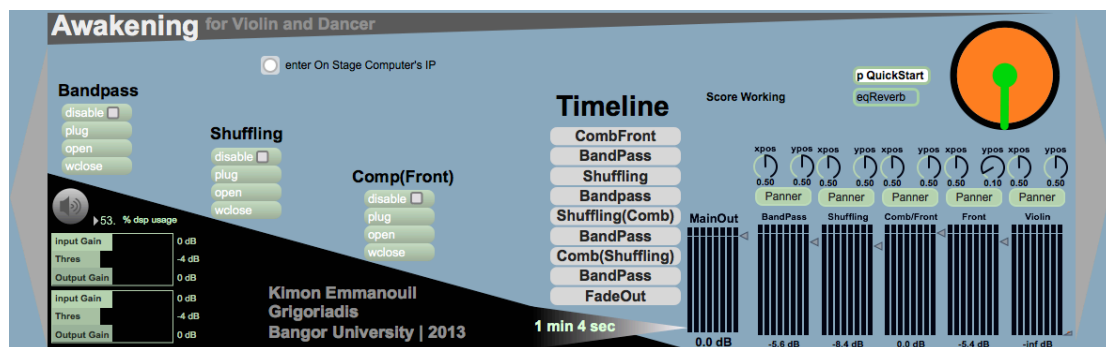 Awakening for Violin and Dancer
enter On Stage Computer's IP
Bandpass
disable
plug
open
wclose
Shuffling
disable
plug
open
wclose
Comp(Front)
disable
plug
open
wclose
53. % dsp usage
Input Gain 0 dB
Thres -4 dB
Output Gain 0 dB
Input Gain 0 dB
Thres -4 dB
Output Gain 0 dB
Kimon Emmanouil
Grigoriadis
Bangor University | 2013
Timeline
CombFront
BandPass
Shuffling
Bandpass
Shuffling(Comb)
BandPass
Comb(Shuffling)
BandPass
FadeOut
1 min 4 sec
Score Working
p QuickStart
eqReverb
xpos ypos xpos ypos xpos ypos xpos ypos xpos ypos
0.50 0.50 0.50 0.50 0.50 0.50 0.50 0.10 0.50 0.50
Panner Panner Panner Panner Panner
MainOut BandPass Shuffling Comb/Front Front Violin
0.0 dB -5.6 dB -8.4 dB 0.0 dB -5.4 dB -inf dB